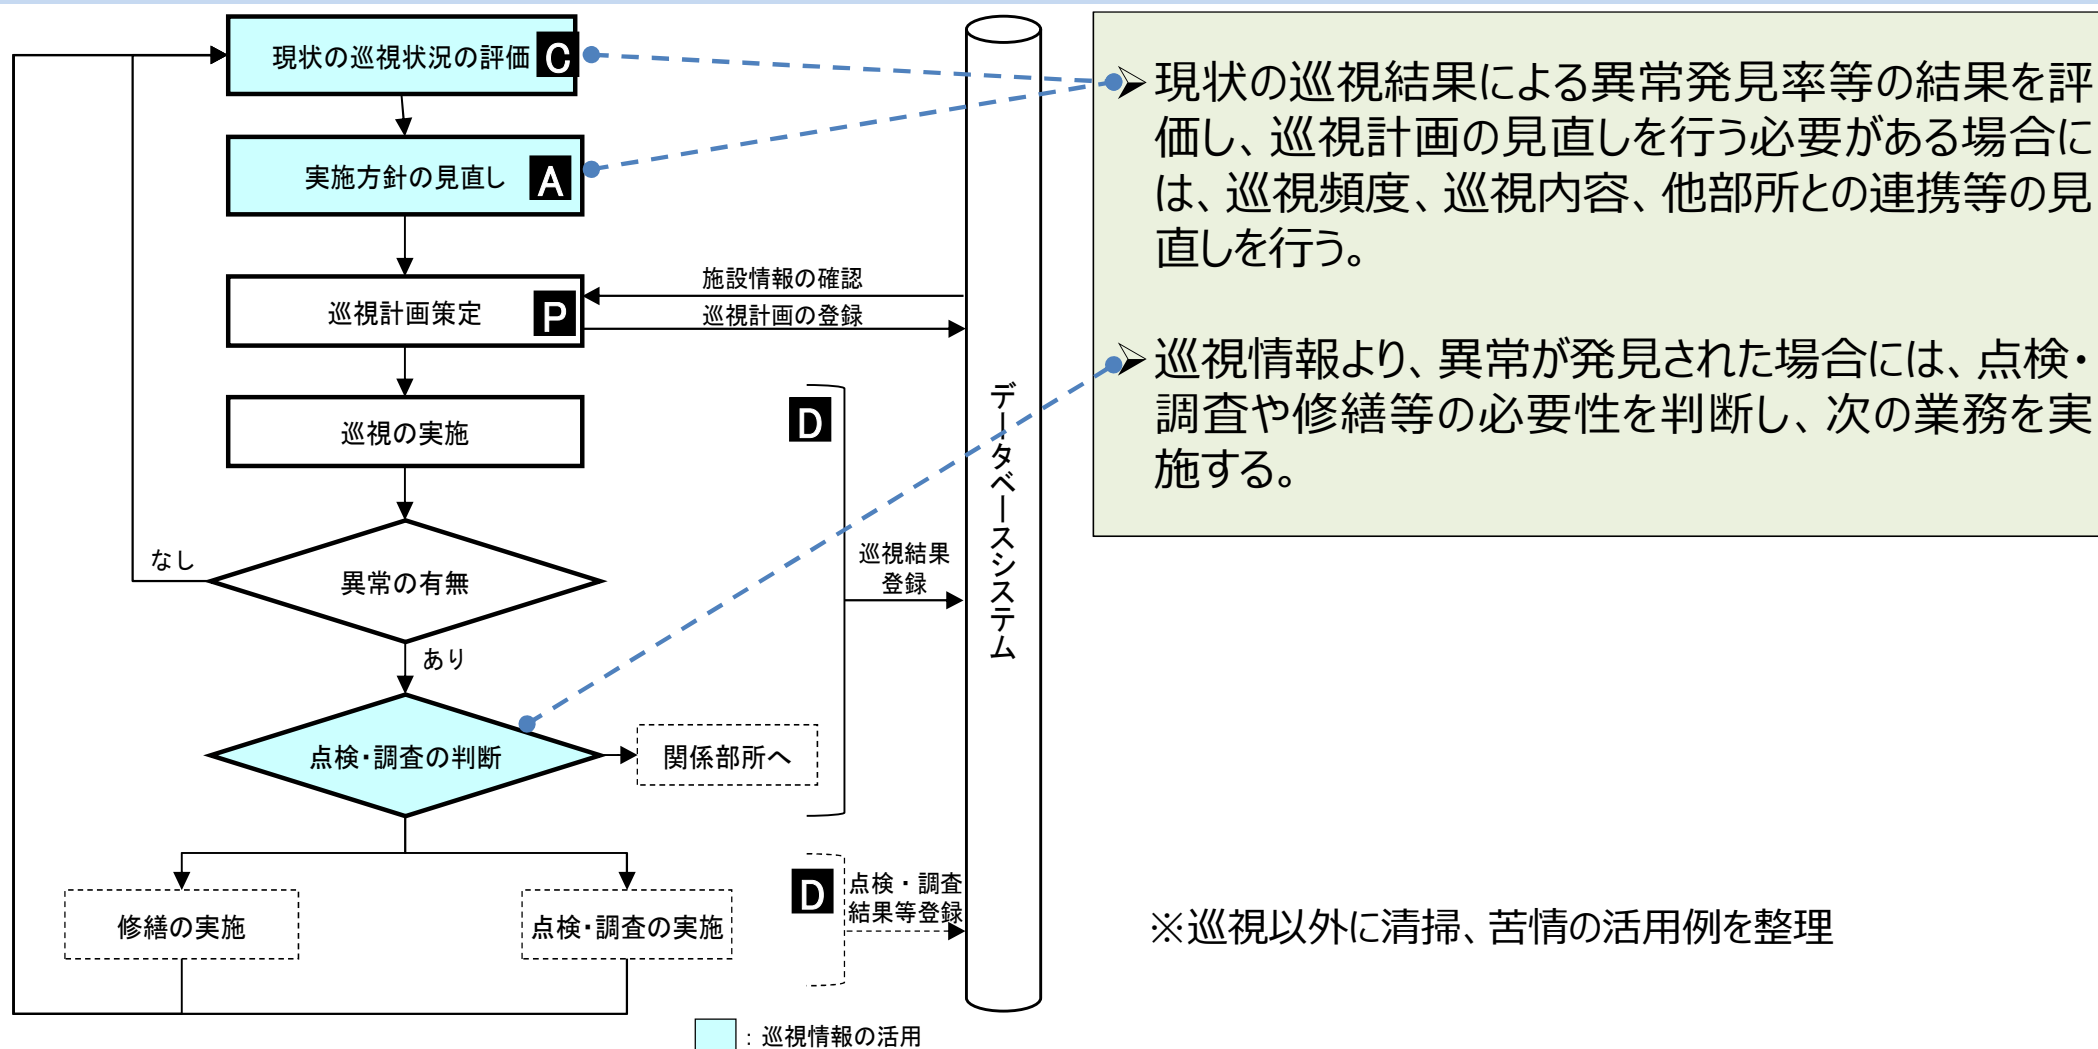 現状の巡視状況の評価 C
実施方針の見直し A
巡視計画策定 P
施設情報の確認
巡視計画の登録
巡視の実施
D
なし
異常の有無
あり
巡視結果
登録
点検・調査の判断
関係部所へ
修繕の実施
点検・調査の実施
D
点検・調査
結果等登録
データベースシステム
：巡視情報の活用
➢現状の巡視結果による異常発見率等の結果を評
価し、巡視計画の見直しを行う必要がある場合に
は、巡視頻度、巡視内容、他部所との連携等の見
直しを行う。
➢巡視情報より、異常が発見された場合には、点検・
調査や修繕等の必要性を判断し、次の業務を実
施する。
※巡視以外に清掃、苦情の活用例を整理